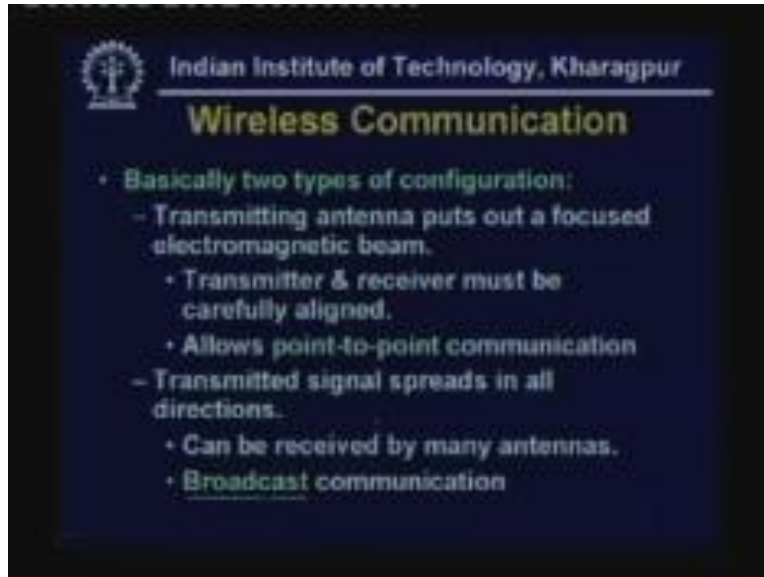 Indian Institute of Technology, Kharagpur
Wireless Communication
• Basically two types of configuration:
– Transmitting antenna puts out a focused
electromagnetic beam.
• Transmitter & receiver must be
carefully aligned.
• Allows point-to-point communication
– Transmitted signal spreads in all
directions.
• Can be received by many antennas.
• Broadcast communication